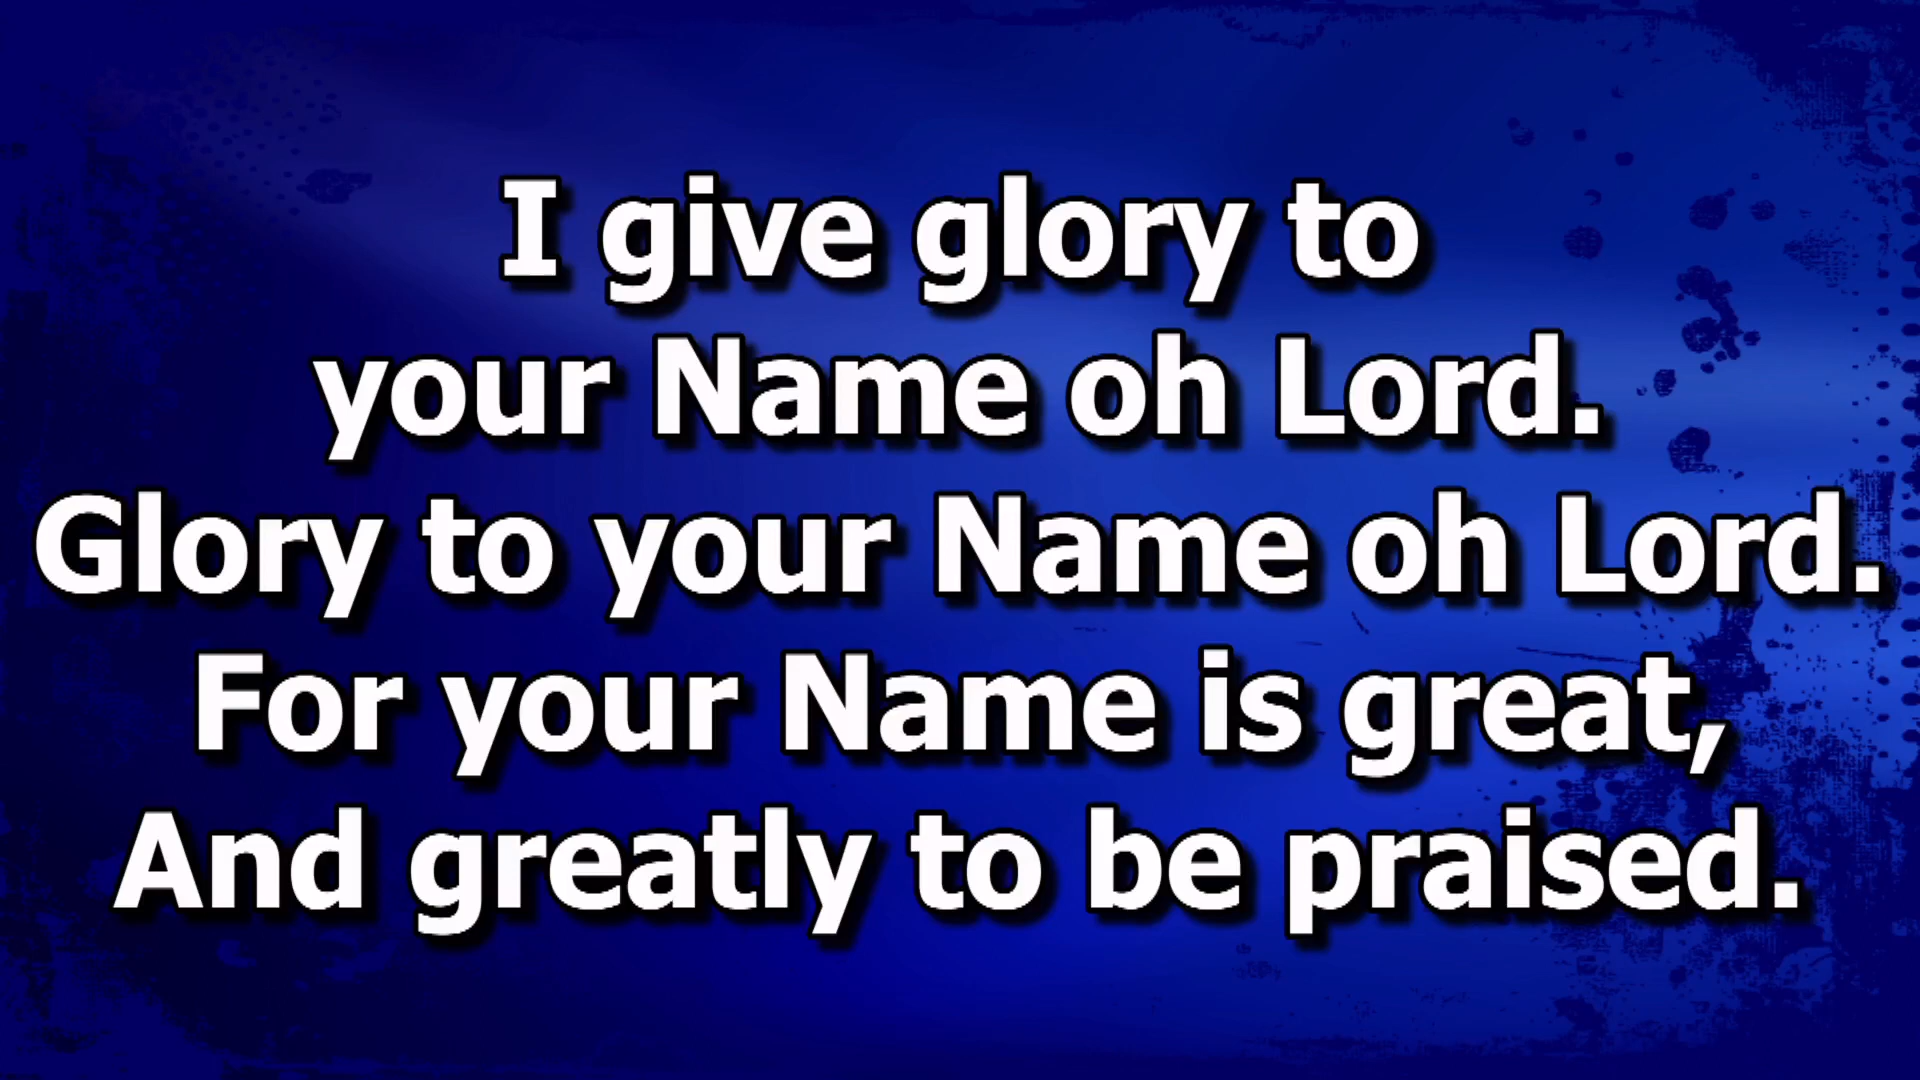 I give glory to
your Name oh Lord.
Glory to your Name oh Lord.
For your Name is great,
And greatly to be praised.